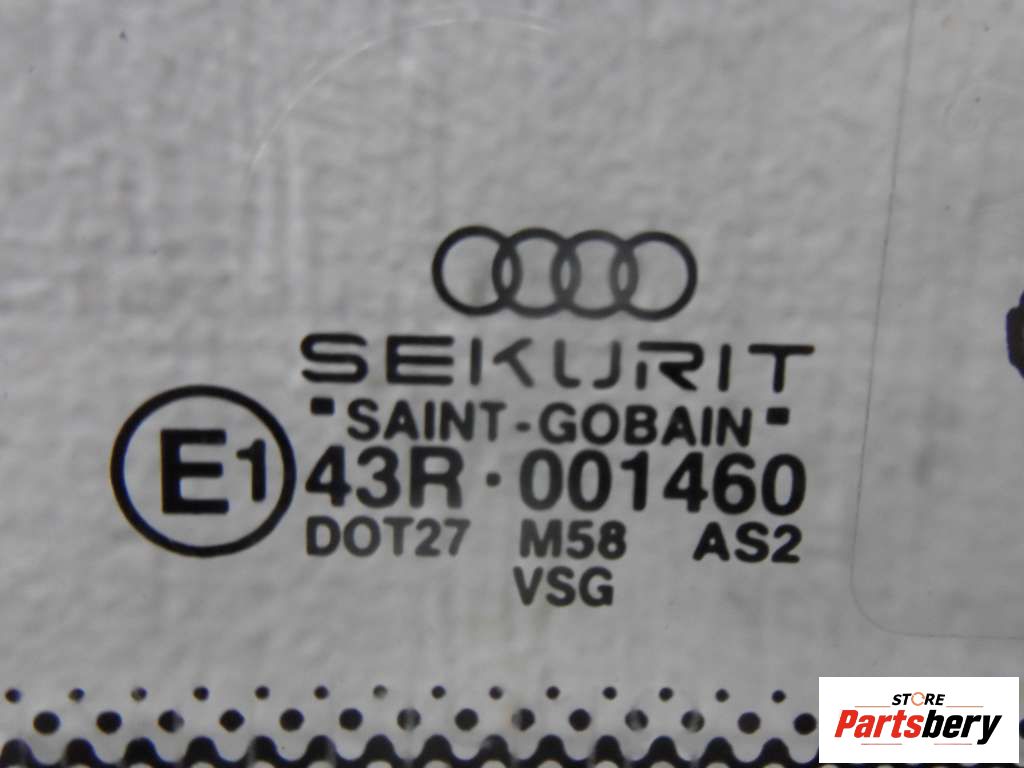 SEKURIT
"SAINT-GOBAIN"
E1 43R·001460
DOT27 M58 AS2
VSG
STORE
Partsbery